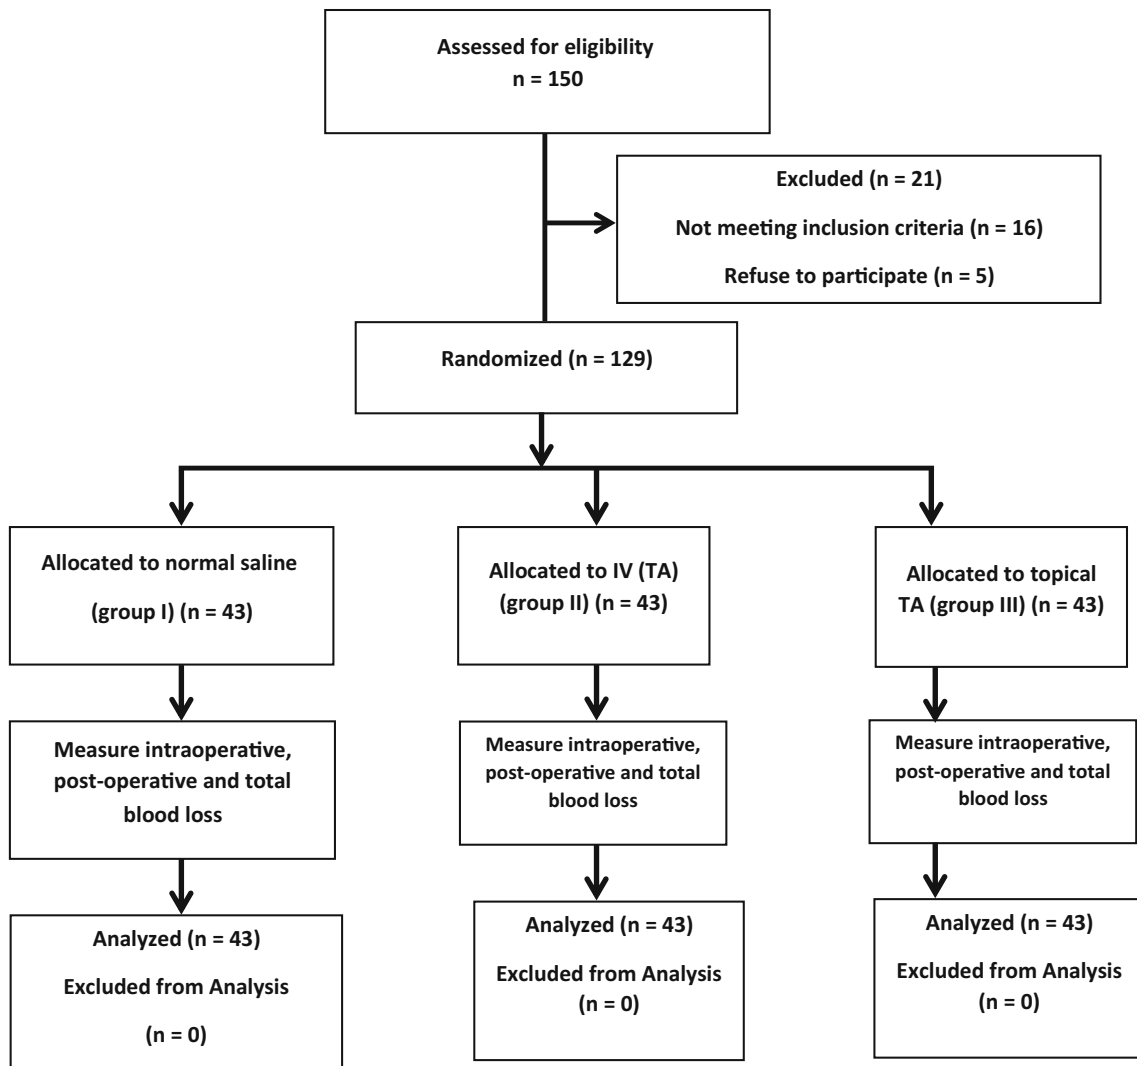 Assessed for eligibility
n = 150
Excluded (n = 21)
Not meeting inclusion criteria (n = 16)
Refuse to participate (n = 5)
Randomized (n = 129)
Allocated to normal saline
(group I) (n = 43)
Allocated to IV (TA)
(group II) (n = 43)
Allocated to topical
TA (group III) (n = 43)
Measure intraoperative,
post-operative and total
blood loss
Measure intraoperative,
post-operative and total
blood loss
Measure intraoperative,
post-operative and total
blood loss
Analyzed (n = 43)
Excluded from Analysis
(n = 0)
Analyzed (n = 43)
Excluded from Analysis
(n = 0)
Analyzed (n = 43)
Excluded from Analysis
(n = 0)